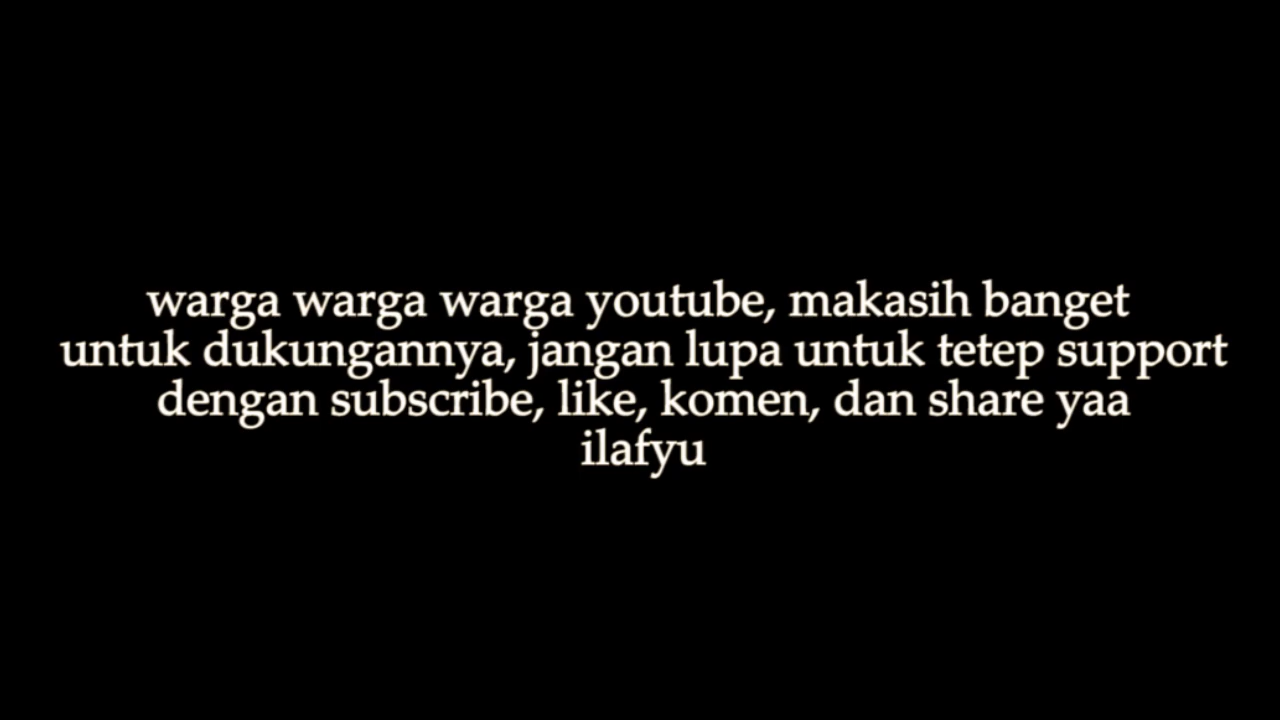 warga warga warga youtube, makasih banget
untuk dukungannya, jangan lupa untuk tetep support
dengan subscribe, like, komen, dan share yaa
ilafyu